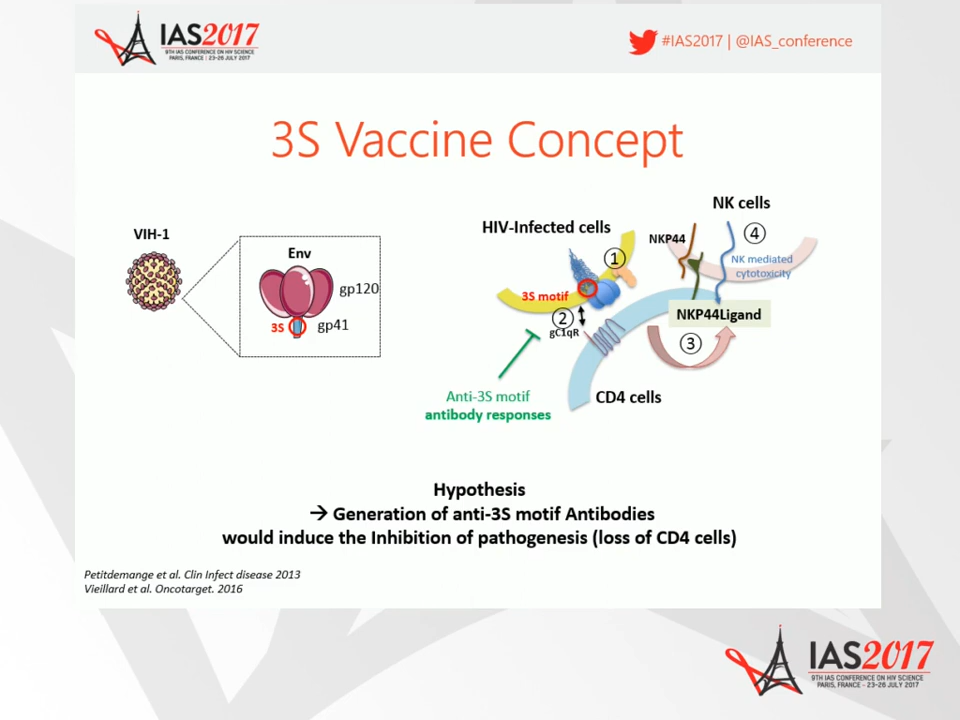 IAS2017
9TH IAS CONFERENCE ON HIV SCIENCE
PARIS, FRANCE | 23-26 JULY 2017
#IAS2017 | @IAS_conference
3S Vaccine Concept
VIH-1
Env
gp120
3S
gp41
HIV-Infected cells
NK cells
NKP44
1
4
NK mediated
cytotoxicity
3S motif
2
gC1qR
NKP44Ligand
3
Anti-3S motif
antibody responses
CD4 cells
Hypothesis
→ Generation of anti-3S motif Antibodies
would induce the Inhibition of pathogenesis (loss of CD4 cells)
Petitdemange et al. Clin Infect disease 2013
Vieillard et al. Oncotarget. 2016
IAS2017
9TH IAS CONFERENCE ON HIV SCIENCE
PARIS, FRANCE – 23-26 JULY 2017